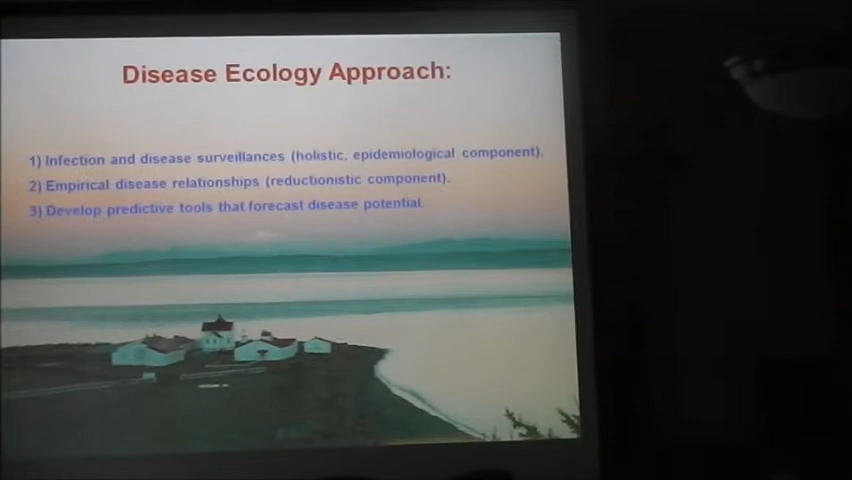 Disease Ecology Approach:
1) Infection and disease surveillances (holistic, epidemiological component).
2) Empirical disease relationships (reductionistic component).
3) Develop predictive tools that forecast disease potential.